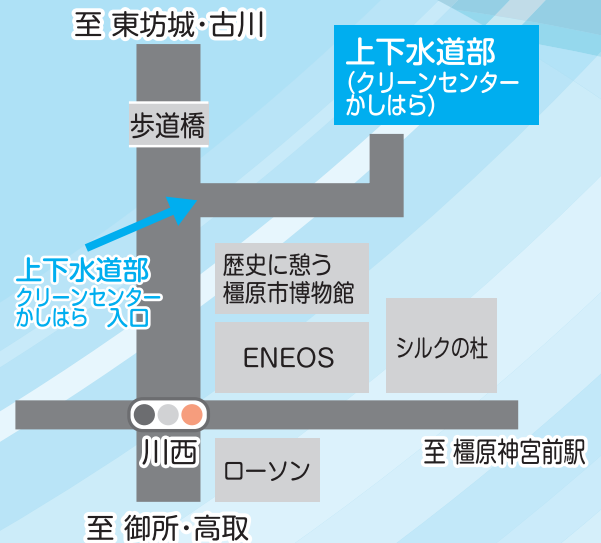 至 東坊城・古川
上下水道部
（クリーンセンター
かしはら）
歩道橋
上下水道部
クリーンセンター
かしはら　入口
歴史に憩う
橿原市博物館
ENEOS
シルクの杜
川西
至 橿原神宮前駅
ローソン
至 御所・高取